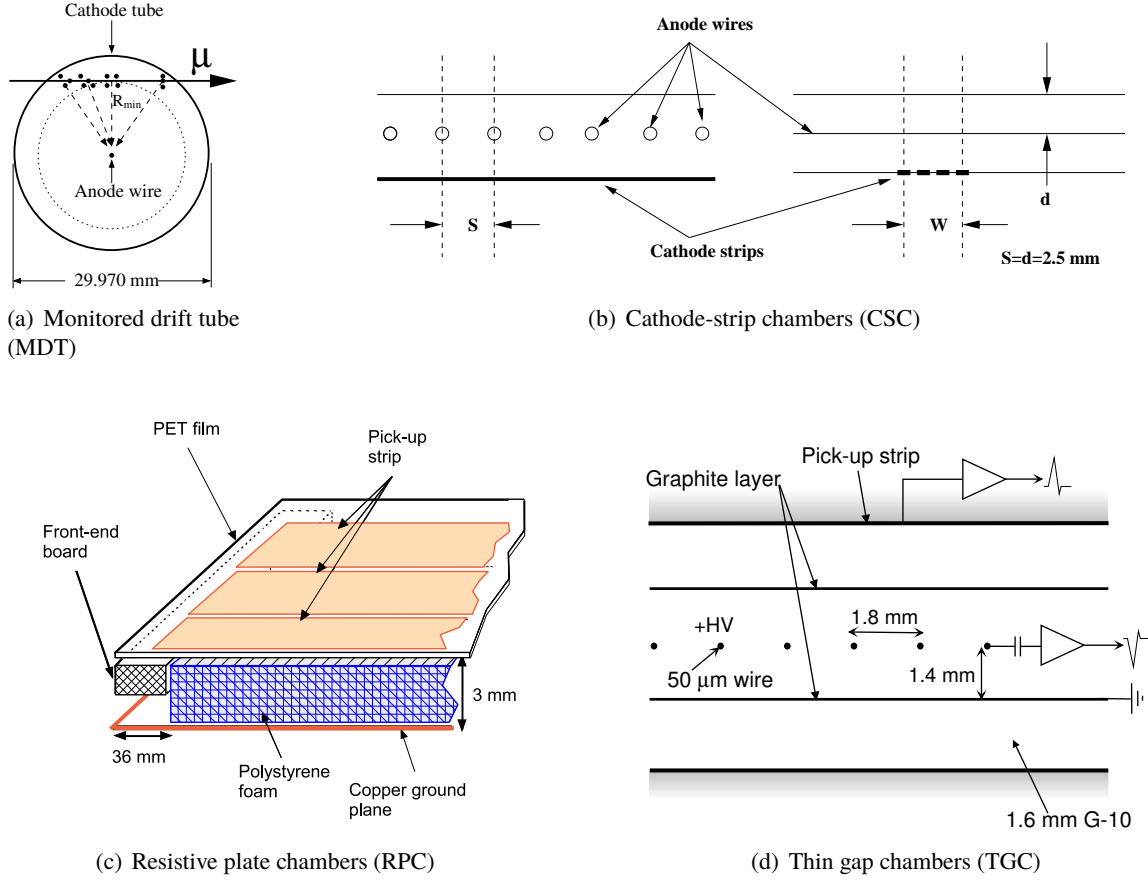 Cathode tube
μ
R_min
Anode wire
29.970 mm
(a) Monitored drift tube
(MDT)
Anode wires
S
Cathode strips
W
d
S=d=2.5 mm
(b) Cathode-strip chambers (CSC)
PET film
Pick-up
strip
Front-end
board
3 mm
36 mm
Polystyrene
foam
Copper ground
plane
(c) Resistive plate chambers (RPC)
Pick-up strip
Graphite layer
1.8 mm
+HV
50 μm wire
1.4 mm
1.6 mm G-10
(d) Thin gap chambers (TGC)